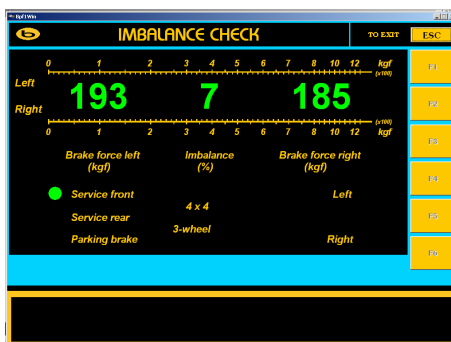 Bpf1Win
b IMBALANCE CHECK TO EXIT ESC
0 1 2 3 4 5 6 7 8 10 12 kgf
(x100)
Left
193 7 185
Right
(x100)
0 1 2 3 4 5 6 7 8 10 12 kgf
Brake force left Imbalance Brake force right
(kgf) (%) (kgf)
Service front Left
4 x 4
Service rear
3-wheel
Parking brake Right
F1
F2
F3
F4
F5
F6